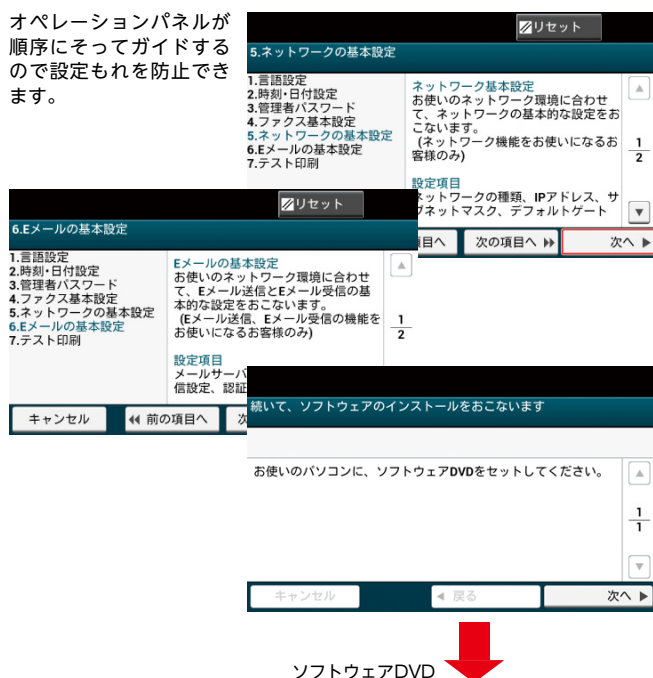 オペレーションパネルが
順序にそってガイドする
ので設定もれを防止でき
ます。
リセット
5.ネットワークの基本設定
1.言語設定
2.時刻・日付設定
3.管理者パスワード
4.ファクス基本設定
5.ネットワークの基本設定
6.Eメールの基本設定
7.テスト印刷
ネットワーク基本設定
お使いのネットワーク環境に合わせ
て、ネットワークの基本的な設定をお
こないます。
(ネットワーク機能をお使いになるお
客様のみ)
設定項目
ネットワークの種類、IPアドレス、サ
ブネットマスク、デフォルトゲート
1
2
項目へ
次の項目へ
次へ
リセット
6.Eメールの基本設定
1.言語設定
2.時刻・日付設定
3.管理者パスワード
4.ファクス基本設定
5.ネットワークの基本設定
6.Eメールの基本設定
7.テスト印刷
Eメールの基本設定
お使いのネットワーク環境に合わせ
て、Eメール送信とEメール受信の基
本的な設定をおこないます。
(Eメール送信、Eメール受信の機能を
お使いになるお客様のみ)
設定項目
メールサーバ
信設定、認証
1
2
キャンセル
前の項目へ
次
続いて、ソフトウェアのインストールをおこないます
お使いのパソコンに、ソフトウェアDVDをセットしてください。
1
1
キャンセル
戻る
次へ
ソフトウェアDVD